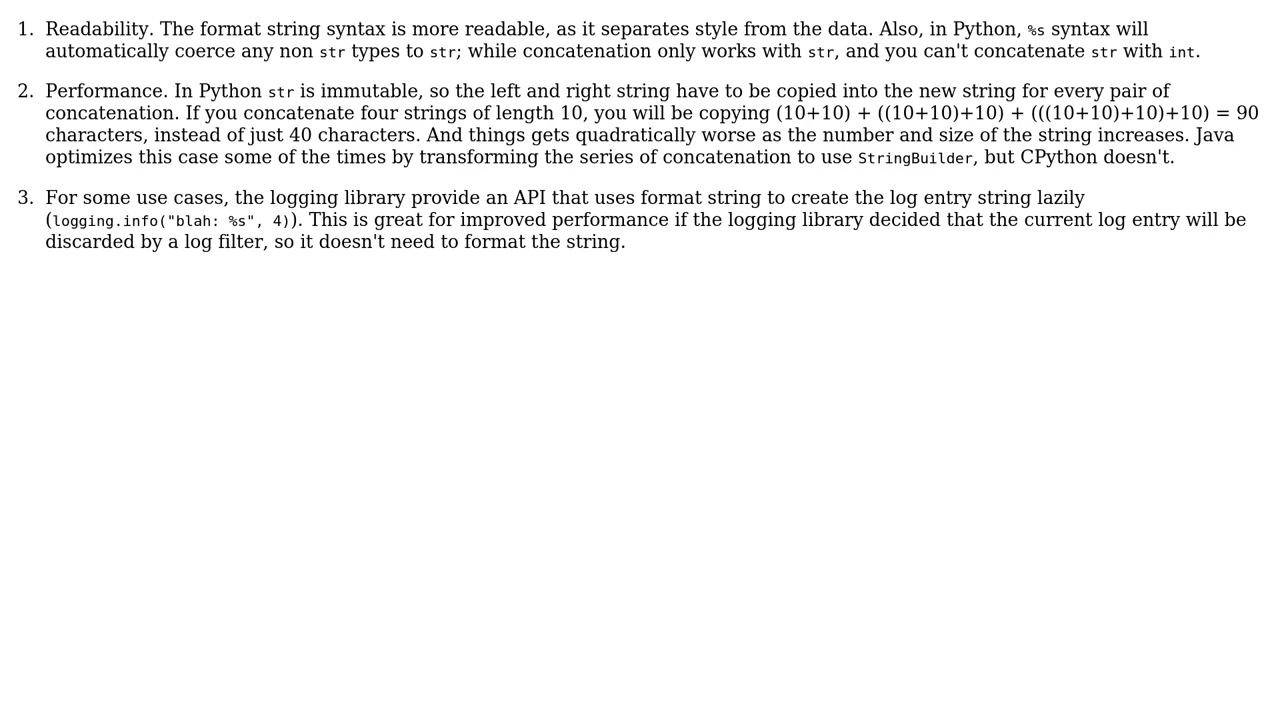 1. Readability. The format string syntax is more readable, as it separates style from the data. Also, in Python, %s syntax will
automatically coerce any non str types to str; while concatenation only works with str, and you can't concatenate str with int.
2. Performance. In Python str is immutable, so the left and right string have to be copied into the new string for every pair of
concatenation. If you concatenate four strings of length 10, you will be copying (10+10) + ((10+10)+10) + (((10+10)+10)+10) = 90
characters, instead of just 40 characters. And things gets quadratically worse as the number and size of the string increases. Java
optimizes this case some of the times by transforming the series of concatenation to use StringBuilder, but CPython doesn't.
3. For some use cases, the logging library provide an API that uses format string to create the log entry string lazily
(logging.info("blah: %s", 4)). This is great for improved performance if the logging library decided that the current log entry will be
discarded by a log filter, so it doesn't need to format the string.